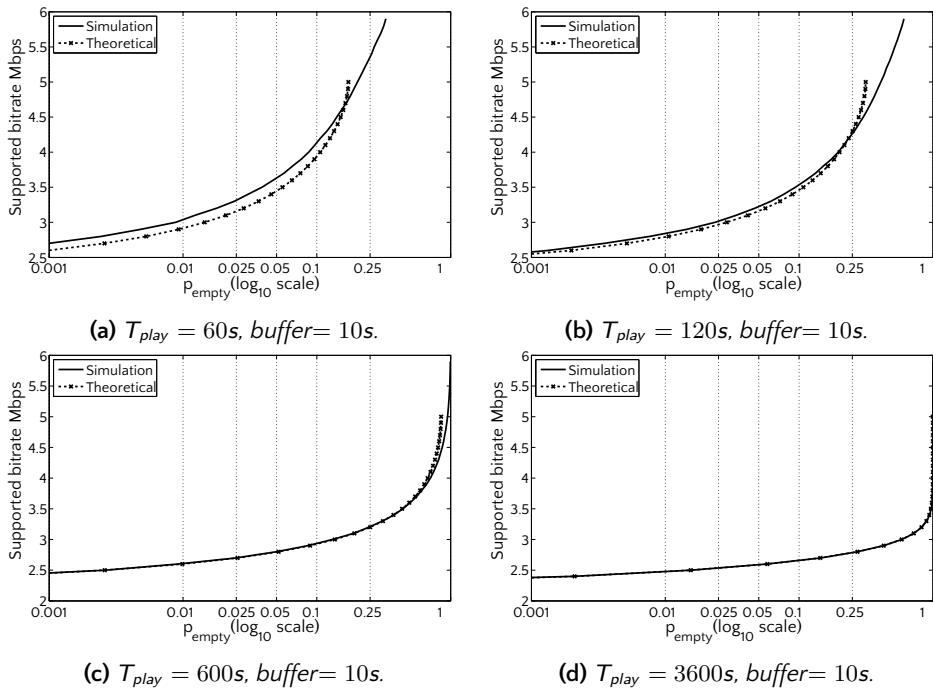 6
5.5
5
4.5
4
3.5
3
2.5
Supported bitrate Mbps
Simulation
Theoretical
0.001 0.01 0.025 0.05 0.1 0.25 1
p_empty(log_10 scale)
(a) T_play = 60s, buffer= 10s.
6
5.5
5
4.5
4
3.5
3
2.5
Supported bitrate Mbps
Simulation
Theoretical
0.001 0.01 0.025 0.05 0.1 0.25 1
p_empty(log_10 scale)
(b) T_play = 120s, buffer= 10s.
6
5.5
5
4.5
4
3.5
3
2.5
2
Supported bitrate Mbps
Simulation
Theoretical
0.001 0.01 0.025 0.05 0.1 0.25 1
p_empty(log_10 scale)
(c) T_play = 600s, buffer= 10s.
6
5.5
5
4.5
4
3.5
3
2.5
2
Supported bitrate Mbps
Simulation
Theoretical
0.001 0.01 0.025 0.05 0.1 0.25 1
p_empty(log_10 scale)
(d) T_play = 3600s, buffer= 10s.